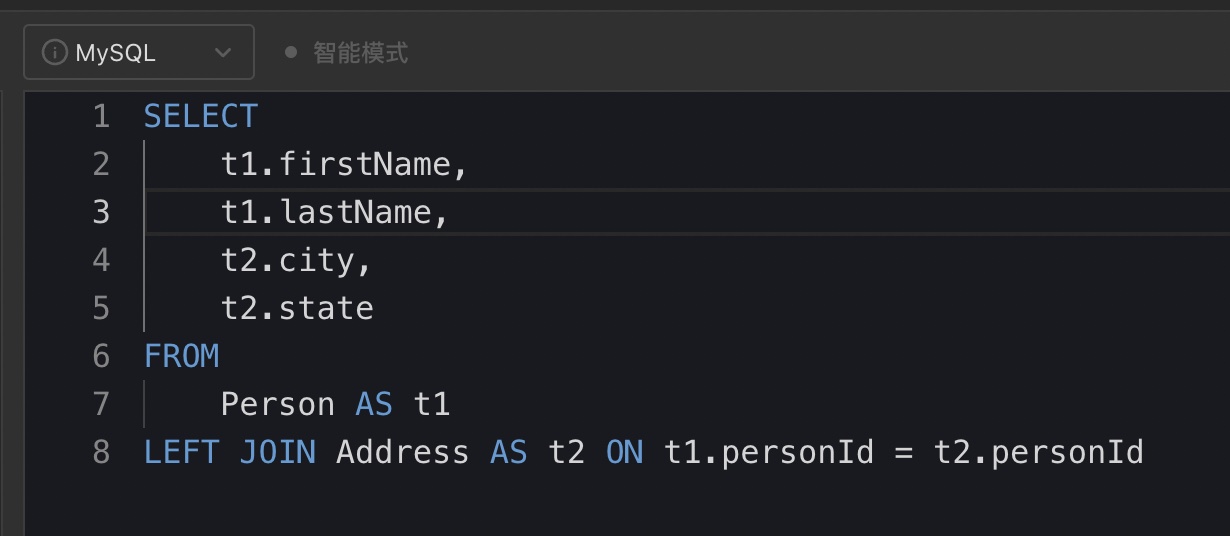 MySQL 智能模式
1 SELECT
2 t1.firstName,
3 t1.lastName,
4 t2.city,
5 t2.state
6 FROM
7 Person AS t1
8 LEFT JOIN Address AS t2 ON t1.personId = t2.personId